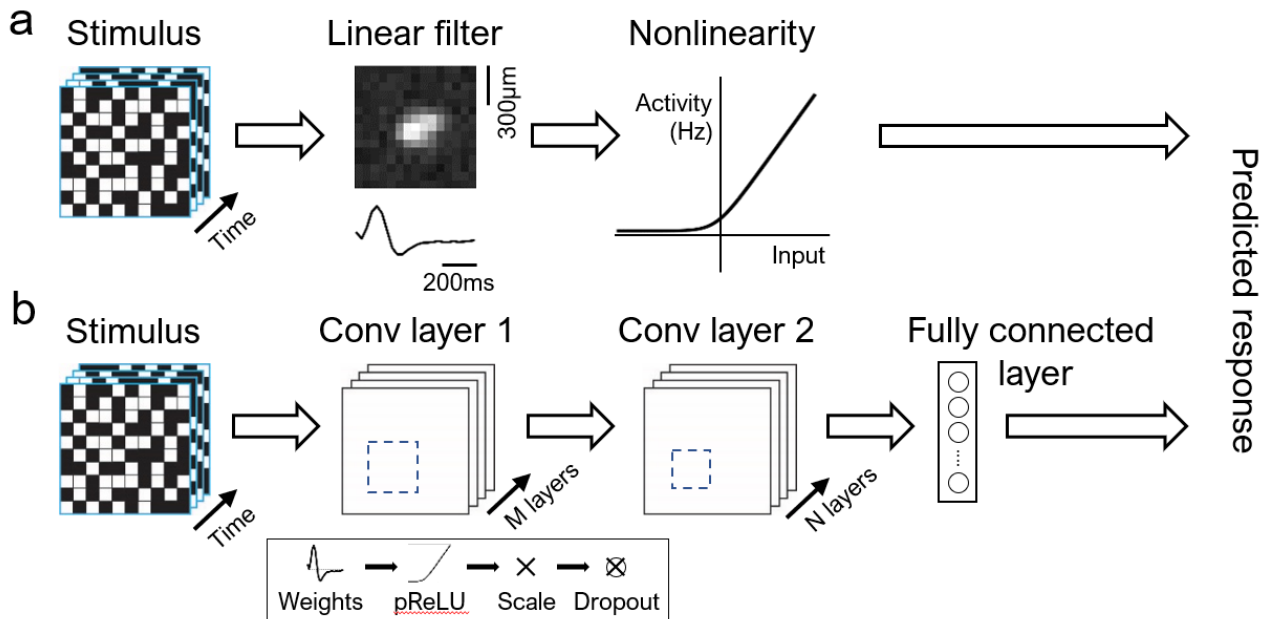 a
Stimulus
Linear filter
Nonlinearity
300µm
Activity
(Hz)
Input
Time
200ms
Predicted response
b
Stimulus
Conv layer 1
Conv layer 2
Fully connected
layer
Time
M layers
N layers
Weights
pReLU
Scale
Dropout